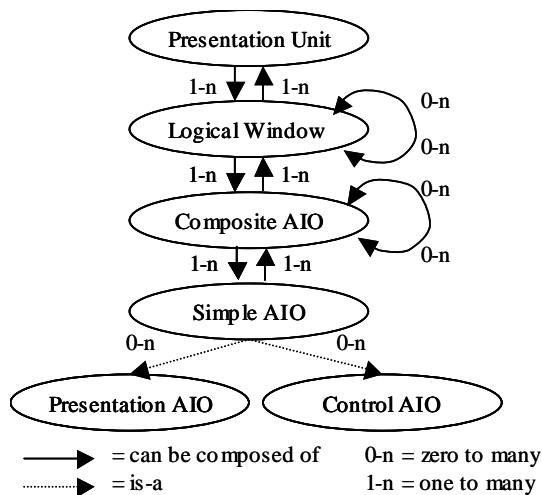 Presentation Unit
1-n 1-n
0-n
Logical Window
0-n
1-n 1-n
0-n
Composite AIO
0-n
1-n 1-n
Simple AIO
0-n 0-n
Presentation AIO Control AIO
= can be composed of 0-n = zero to many
= is-a 1-n = one to many